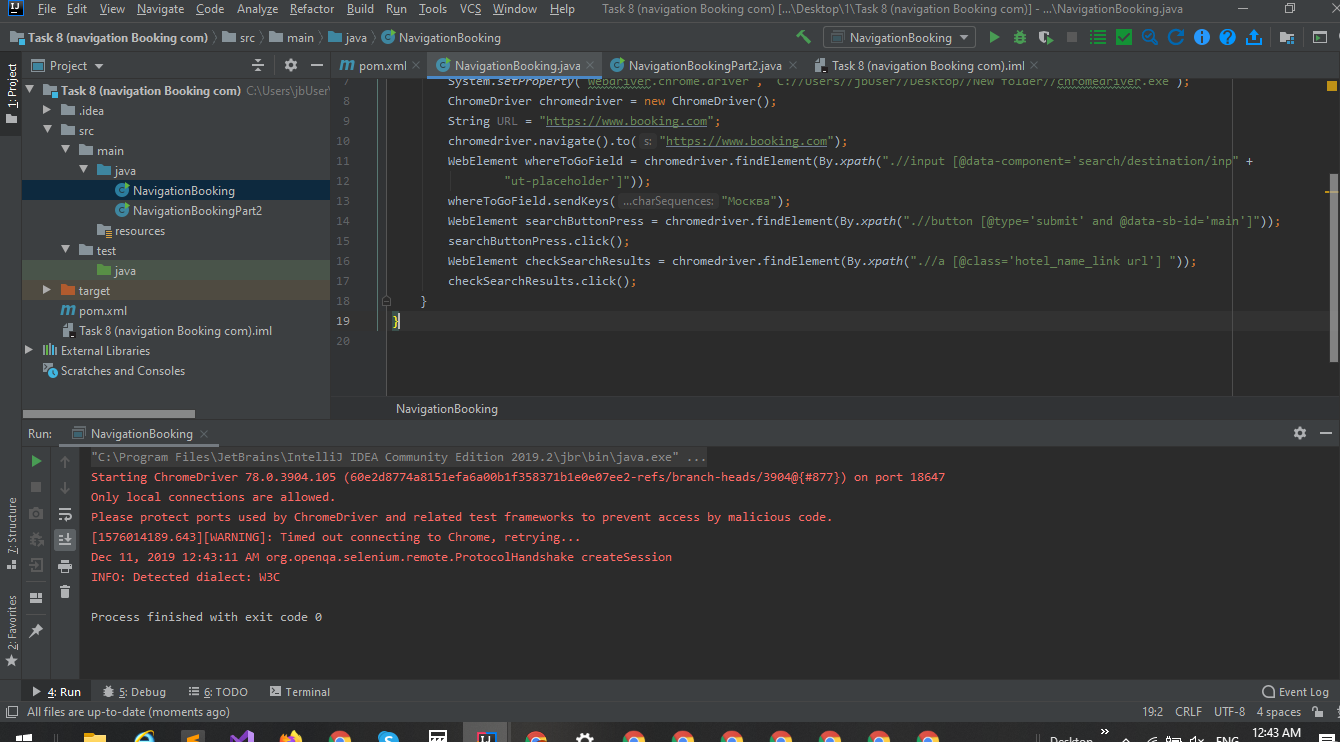 File Edit View Navigate Code Analyze Refactor Build Run Tools VCS Window Help Task 8 (navigation Booking com) [...\Desktop\1\Task 8 (navigation Booking com)] - ...\NavigationBooking.java
Task 8 (navigation Booking com) src main java NavigationBooking NavigationBooking
1: Project
Project
pom.xml NavigationBooking.java NavigationBookingPart2.java Task 8 (navigation Booking com).iml
Task 8 (navigation Booking com) C:\Users\jbUser\
.idea
src
main
java
NavigationBooking
NavigationBookingPart2
resources
test
java
target
pom.xml
Task 8 (navigation Booking com).iml
External Libraries
Scratches and Consoles
7 System.setProperty("webdriver.chrome.driver", "C://Users//jbUser//Desktop//New folder//chromedriver.exe");
8 ChromeDriver chromedriver = new ChromeDriver();
9 String URL = "https://www.booking.com";
10 chromedriver.navigate().to( s: "https://www.booking.com");
11 WebElement whereToGoField = chromedriver.findElement(By.xpath(".//input [@data-component='search/destination/inp" +
12 "ut-placeholder']"));
13 whereToGoField.sendKeys( ...charSequences: "Москва");
14 WebElement searchButtonPress = chromedriver.findElement(By.xpath(".//button [@type='submit' and @data-sb-id='main']"));
15 searchButtonPress.click();
16 WebElement checkSearchResults = chromedriver.findElement(By.xpath(".//a [@class='hotel_name_link url'] "));
17 checkSearchResults.click();
18 }
19 }
20
NavigationBooking
Run: NavigationBooking
"C:\Program Files\JetBrains\IntelliJ IDEA Community Edition 2019.2\jbr\bin\java.exe" ...
Starting ChromeDriver 78.0.3904.105 (60e2d8774a8151efa6a00b1f358371b1e0e07ee2-refs/branch-heads/3904@{#877}) on port 18647
Only local connections are allowed.
Please protect ports used by ChromeDriver and related test frameworks to prevent access by malicious code.
[1576014189.643][WARNING]: Timed out connecting to Chrome, retrying...
Dec 11, 2019 12:43:11 AM org.openqa.selenium.remote.ProtocolHandshake createSession
INFO: Detected dialect: W3C
Process finished with exit code 0
7: Structure
2: Favorites
4: Run 5: Debug 6: TODO Terminal Event Log
All files are up-to-date (moments ago) 19:2 CRLF UTF-8 4 spaces
Desktop ENG 12:43 AM